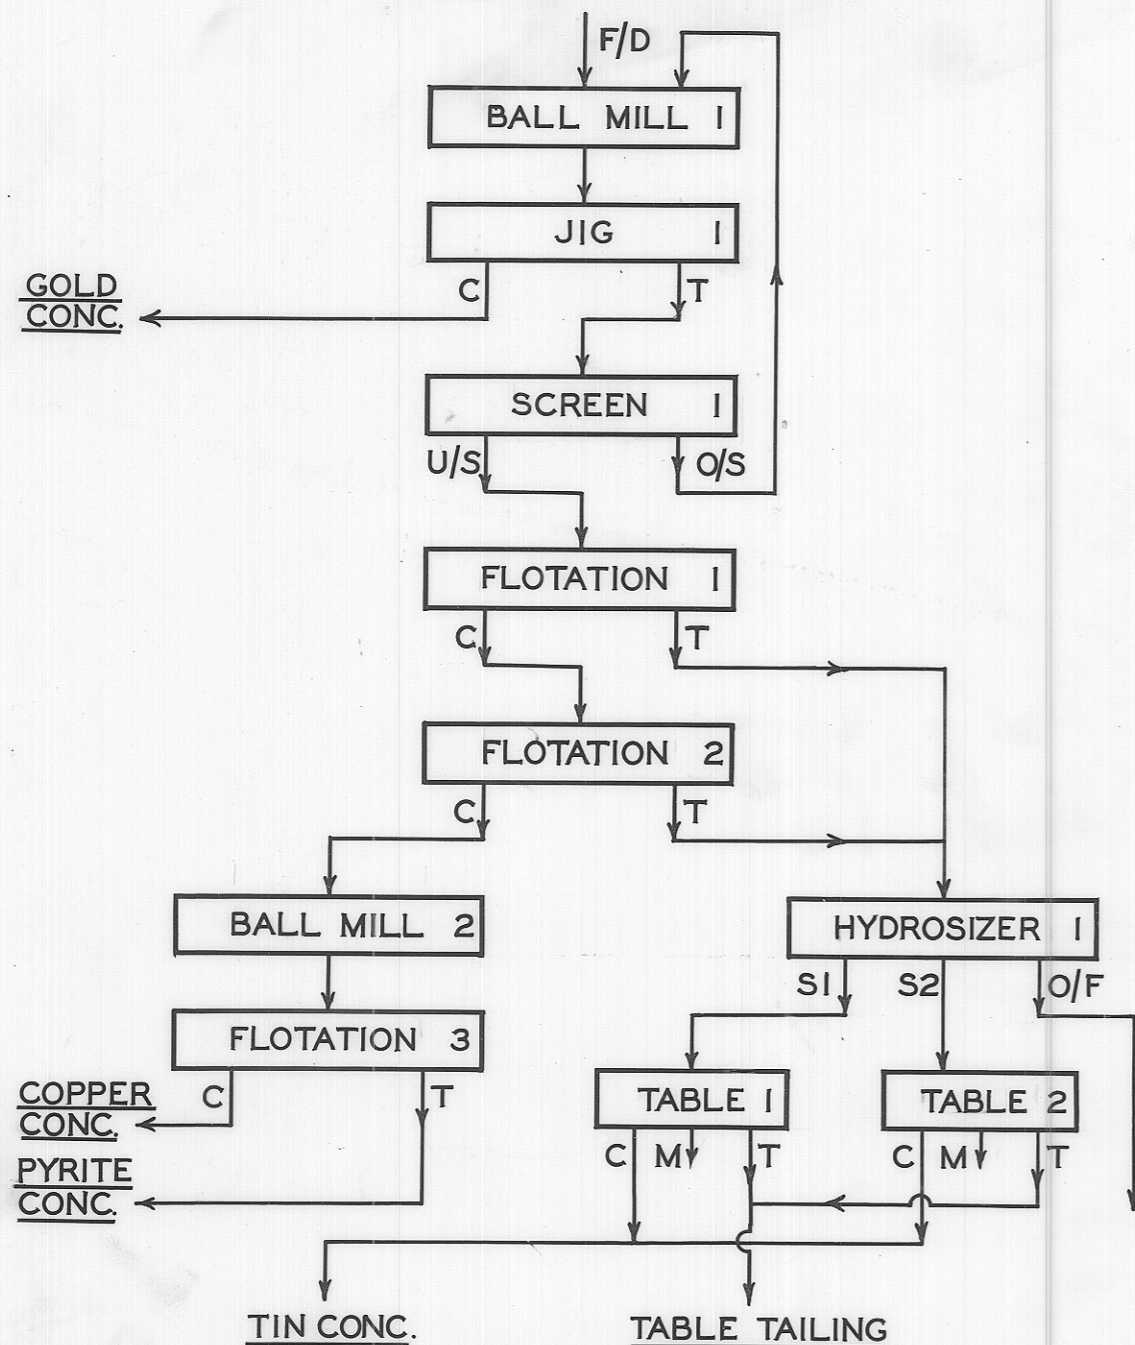 F/D
BALL MILL 1
JIG 1
C T
GOLD
CONC.
SCREEN 1
U/S O/S
FLOTATION 1
C T
FLOTATION 2
C T
BALL MILL 2
HYDROSIZER 1
S1 S2 O/F
FLOTATION 3
C T
COPPER
CONC.
PYRITE
CONC.
TABLE 1 TABLE 2
C M T C M T
TIN CONC. TABLE TAILING